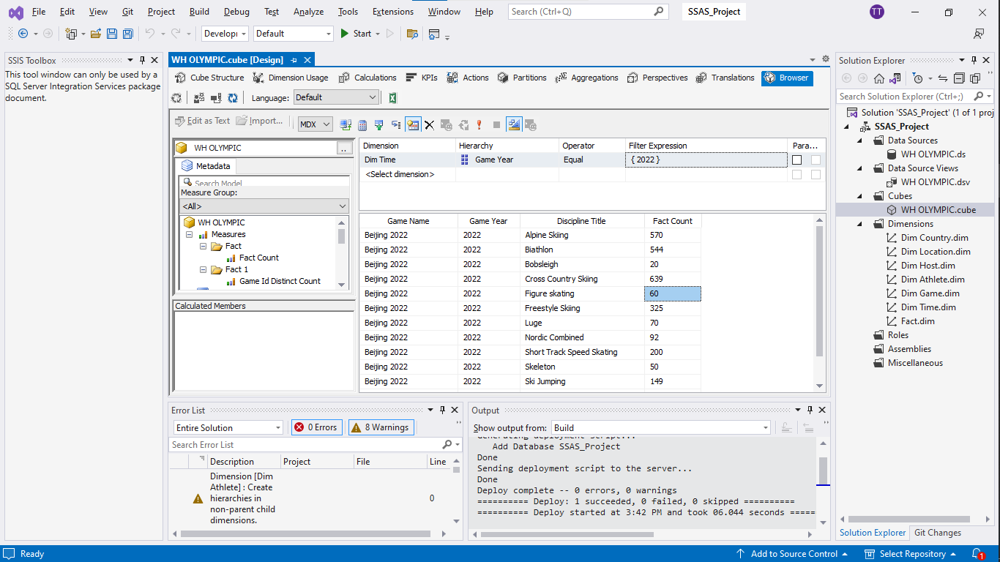 File Edit View Git Project Build Debug Test Analyze Tools Extensions Window Help Search (Ctrl+Q) SSAS_Project TT
Developı Default Start
SSIS Toolbox
This tool window can only be used by a
SQL Server Integration Services package
document.
WH OLYMPIC.cube [Design]
Cube Structure Dimension Usage Calculations KPIs Actions Partitions Aggregations Perspectives Translations Browser
Language: Default
Edit as Text Import... MDX
WH OLYMPIC ..
Metadata
Search Model
Measure Group:
<All>
WH OLYMPIC
Measures
Fact
Fact Count
Fact 1
Game Id Distinct Count
Calculated Members
Dimension Hierarchy Operator Filter Expression Para...
Dim Time Game Year Equal { 2022 }
<Select dimension>
Game Name Game Year Discipline Title Fact Count
Beijing 2022 2022 Alpine Skiing 570
Beijing 2022 2022 Biathlon 544
Beijing 2022 2022 Bobsleigh 20
Beijing 2022 2022 Cross Country Skiing 639
Beijing 2022 2022 Figure skating 60
Beijing 2022 2022 Freestyle Skiing 325
Beijing 2022 2022 Luge 70
Beijing 2022 2022 Nordic Combined 92
Beijing 2022 2022 Short Track Speed Skating 200
Beijing 2022 2022 Skeleton 50
Beijing 2022 2022 Ski Jumping 149
Error List
Entire Solution 0 Errors 8 Warnings
Search Error List
Description Project File Line
Dimension [Dim
Athlete] : Create
hierarchies in 0
non-parent child
dimensions.
Output
Show output from: Build
Generating deployment script...
Add Database SSAS_Project
Done
Sending deployment script to the server...
Done
Deploy complete -- 0 errors, 0 warnings
========== Deploy: 1 succeeded, 0 failed, 0 skipped ==========
========== Deploy started at 3:42 PM and took 06.044 seconds =====
Solution Explorer
Search Solution Explorer (Ctrl+;)
Solution 'SSAS_Project' (1 of 1 proj
SSAS_Project
Data Sources
WH OLYMPIC.ds
Data Source Views
WH OLYMPIC.dsv
Cubes
WH OLYMPIC.cube
Dimensions
Dim Country.dim
Dim Location.dim
Dim Host.dim
Dim Athlete.dim
Dim Game.dim
Dim Time.dim
Fact.dim
Roles
Assemblies
Miscellaneous
Solution Explorer Git Changes
Ready Add to Source Control Select Repository 1